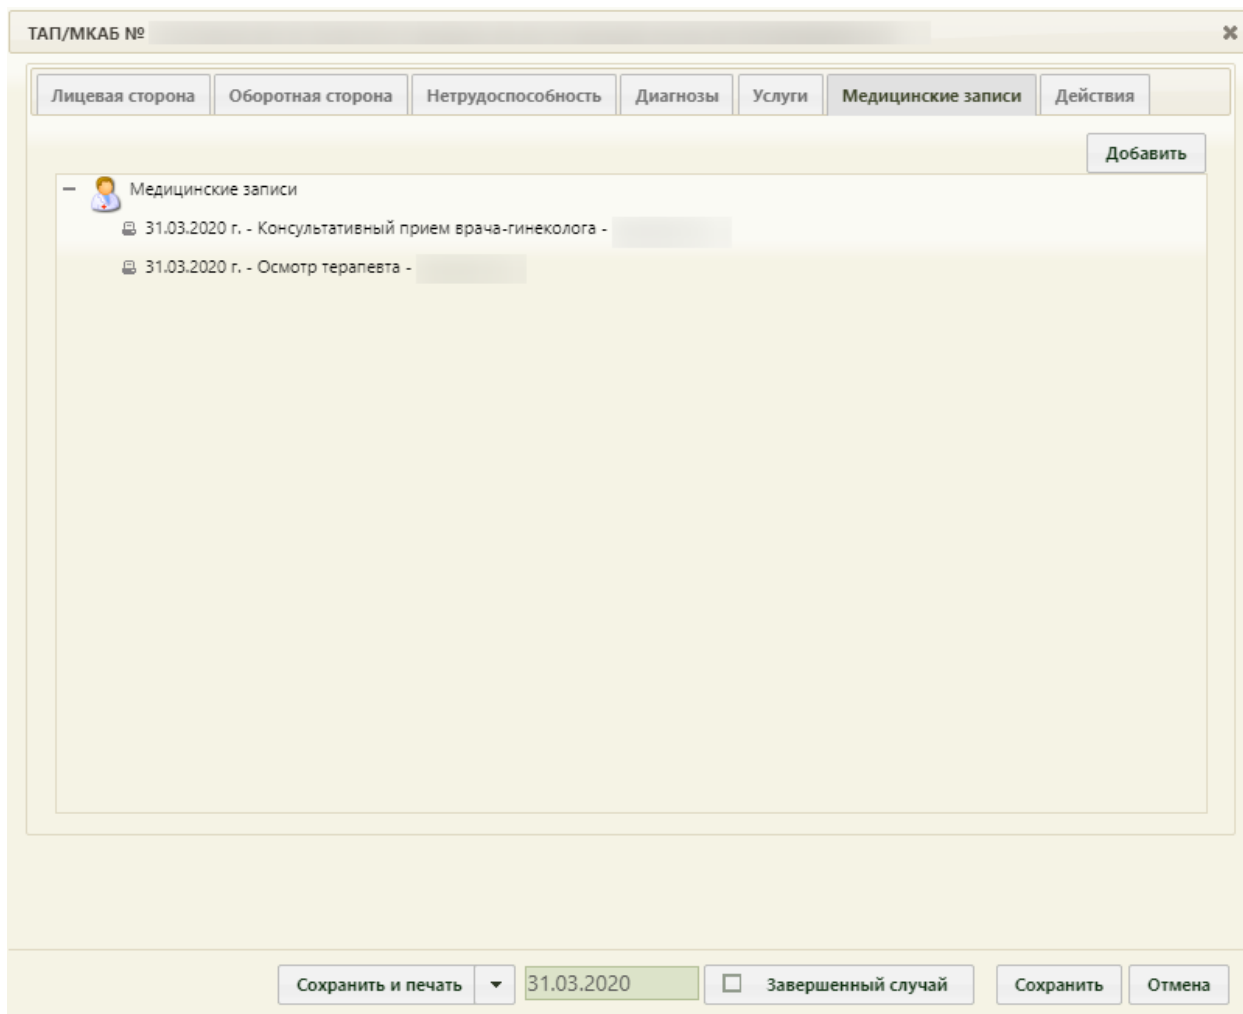 ТАП/МКАБ №
Лицевая сторона Оборотная сторона Нетрудоспособность Диагнозы Услуги Медицинские записи Действия
Добавить
Медицинские записи
31.03.2020 г. - Консультативный прием врача-гинеколога -
31.03.2020 г. - Осмотр терапевта -
Сохранить и печать 31.03.2020 Завершенный случай Сохранить Отмена